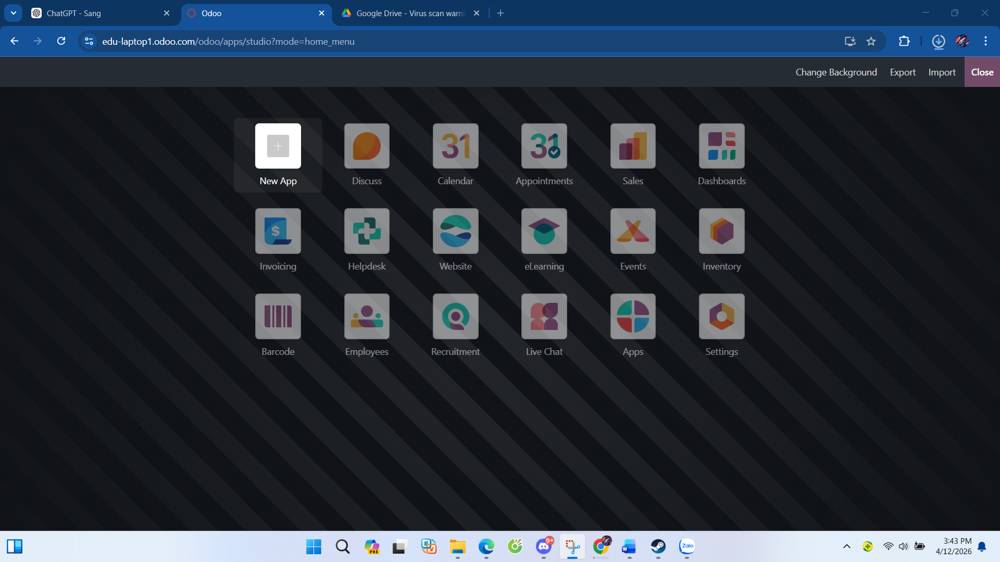 ChatGPT - Sang
Odoo
Google Drive - Virus scan warni
edu-laptop1.odoo.com/odoo/apps/studio?mode=home_menu
Change Background
Export
Import
Close
New App
Discuss
Calendar
Appointments
Sales
Dashboards
Invoicing
Helpdesk
Website
eLearning
Events
Inventory
Barcode
Employees
Recruitment
Live Chat
Apps
Settings
3:43 PM
4/12/2026
PRE
9+
Zalo